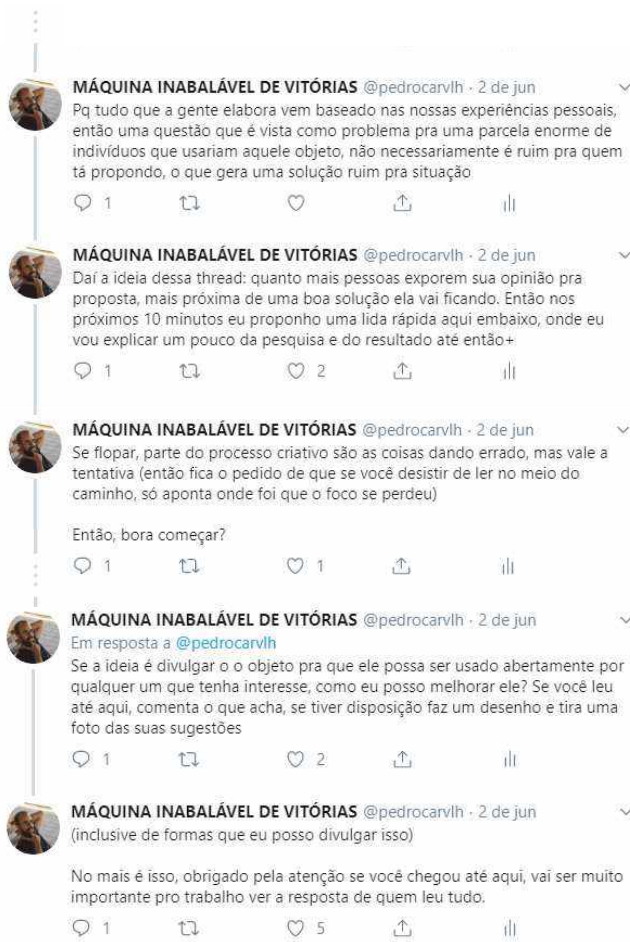 MÁQUINA INABALÁVEL DE VITÓRIAS @pedrocarvlh · 2 de jun
Pq tudo que a gente elabora vem baseado nas nossas experiências pessoais,
então uma questão que é vista como problema pra uma parcela enorme de
indivíduos que usariam aquele objeto, não necessariamente é ruim pra quem
tá propondo, o que gera uma solução ruim pra situação
1
MÁQUINA INABALÁVEL DE VITÓRIAS @pedrocarvlh · 2 de jun
Daí a ideia dessa thread: quanto mais pessoas exporem sua opinião pra
proposta, mais próxima de uma boa solução ela vai ficando. Então nos
próximos 10 minutos eu proponho uma lida rápida aqui embaixo, onde eu
vou explicar um pouco da pesquisa e do resultado até então+
1 2
MÁQUINA INABALÁVEL DE VITÓRIAS @pedrocarvlh · 2 de jun
Se flopar, parte do processo criativo são as coisas dando errado, mas vale a
tentativa (então fica o pedido de que se você desistir de ler no meio do
caminho, só aponta onde foi que o foco se perdeu)
Então, bora começar?
1 1
MÁQUINA INABALÁVEL DE VITÓRIAS @pedrocarvlh · 2 de jun
Em resposta a @pedrocarvlh
Se a ideia é divulgar o o objeto pra que ele possa ser usado abertamente por
qualquer um que tenha interesse, como eu posso melhorar ele? Se você leu
até aqui, comenta o que acha, se tiver disposição faz um desenho e tira uma
foto das suas sugestões
1 2
MÁQUINA INABALÁVEL DE VITÓRIAS @pedrocarvlh · 2 de jun
(inclusive de formas que eu posso divulgar isso)
No mais é isso, obrigado pela atenção se você chegou até aqui, vai ser muito
importante pro trabalho ver a resposta de quem leu tudo.
1 5